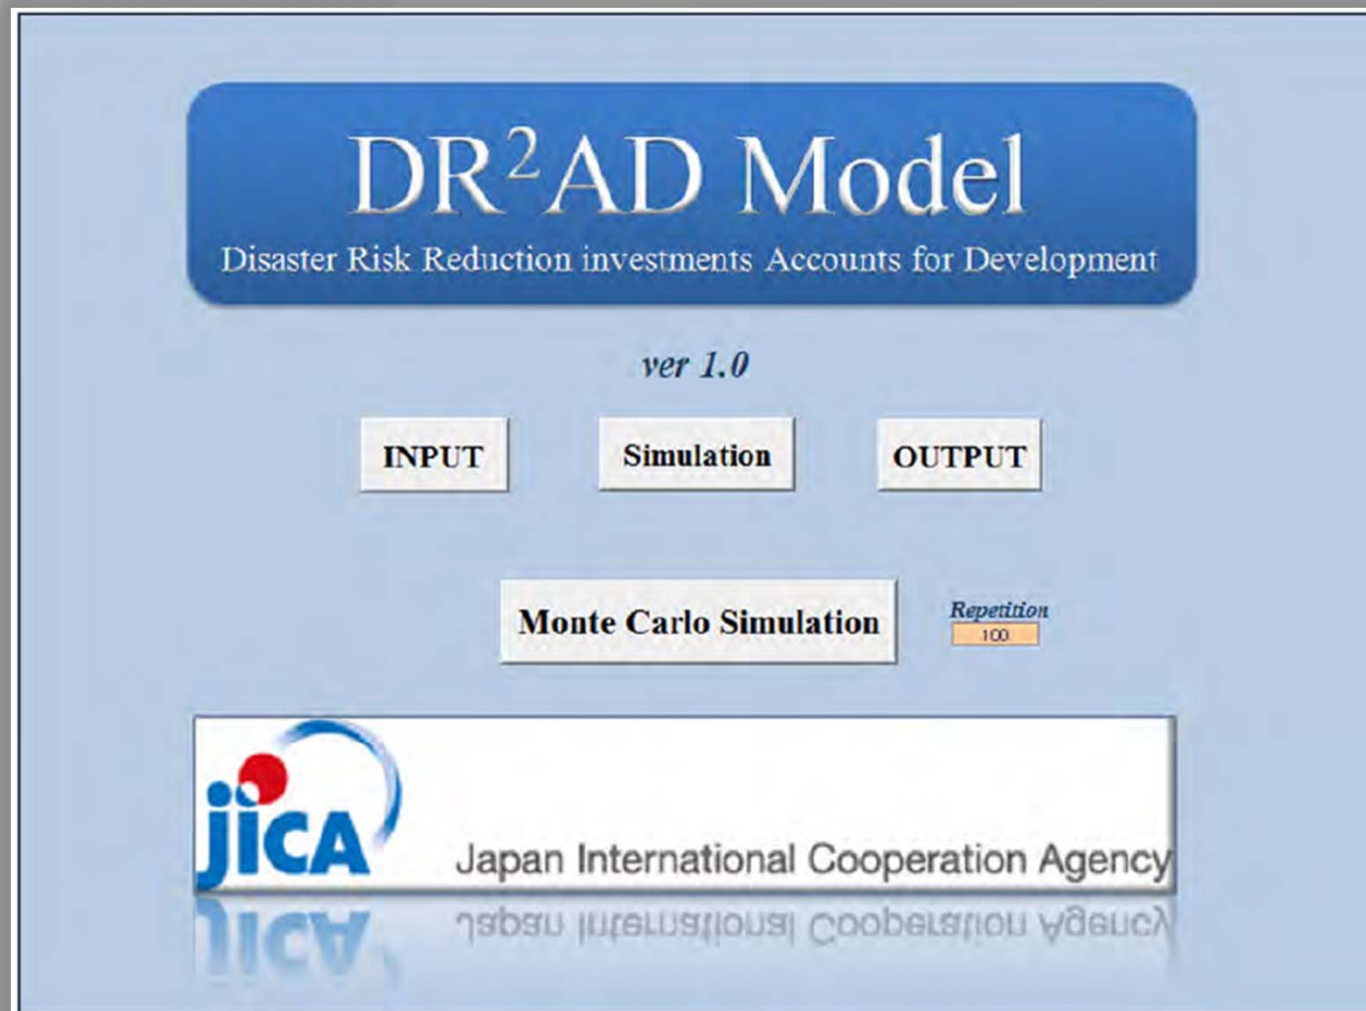 DR²AD Model
Disaster Risk Reduction investments Accounts for Development
ver 1.0
INPUT Simulation OUTPUT
Repetition
Monte Carlo Simulation
100
jICA
Japan International Cooperation Agency